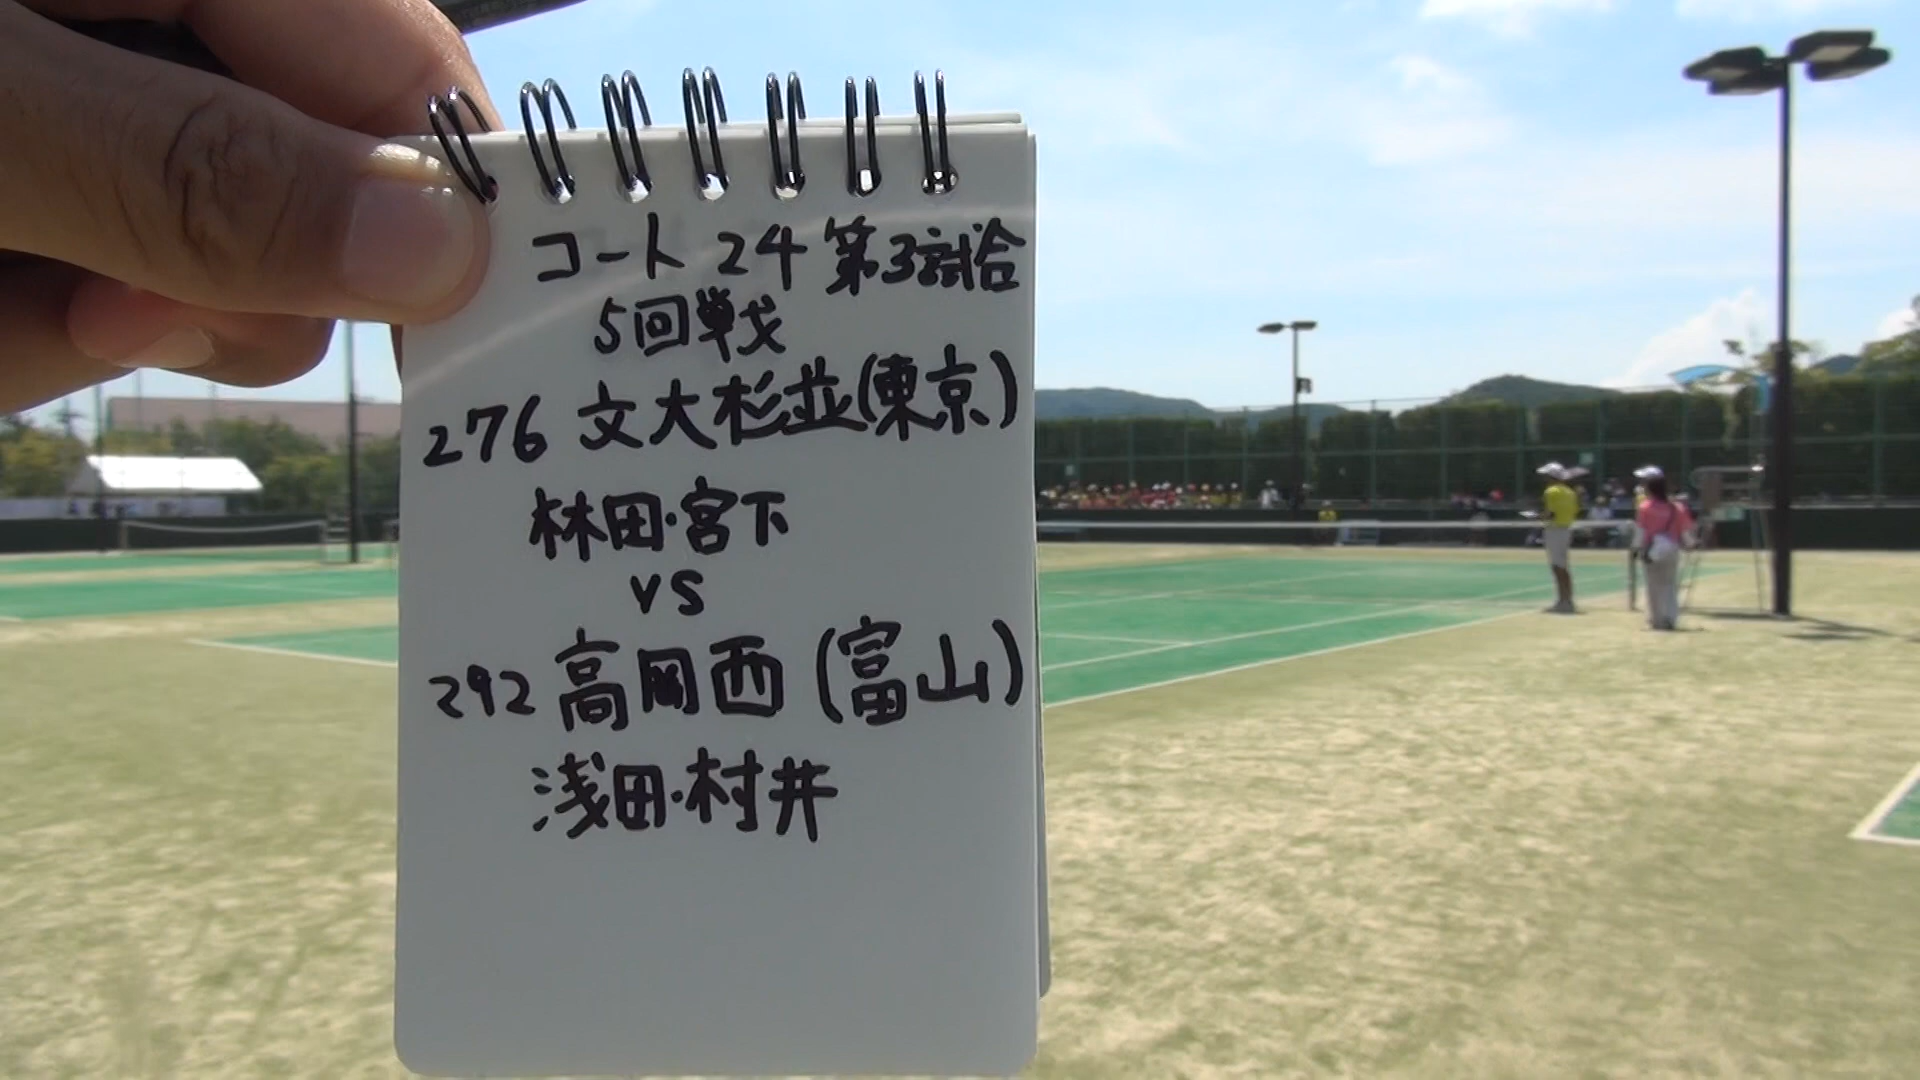 コート 24 第3試合
5回戦
276 文大杉並(東京)
林田・宮下
vs
292 高岡西(富山)
浅田・村井